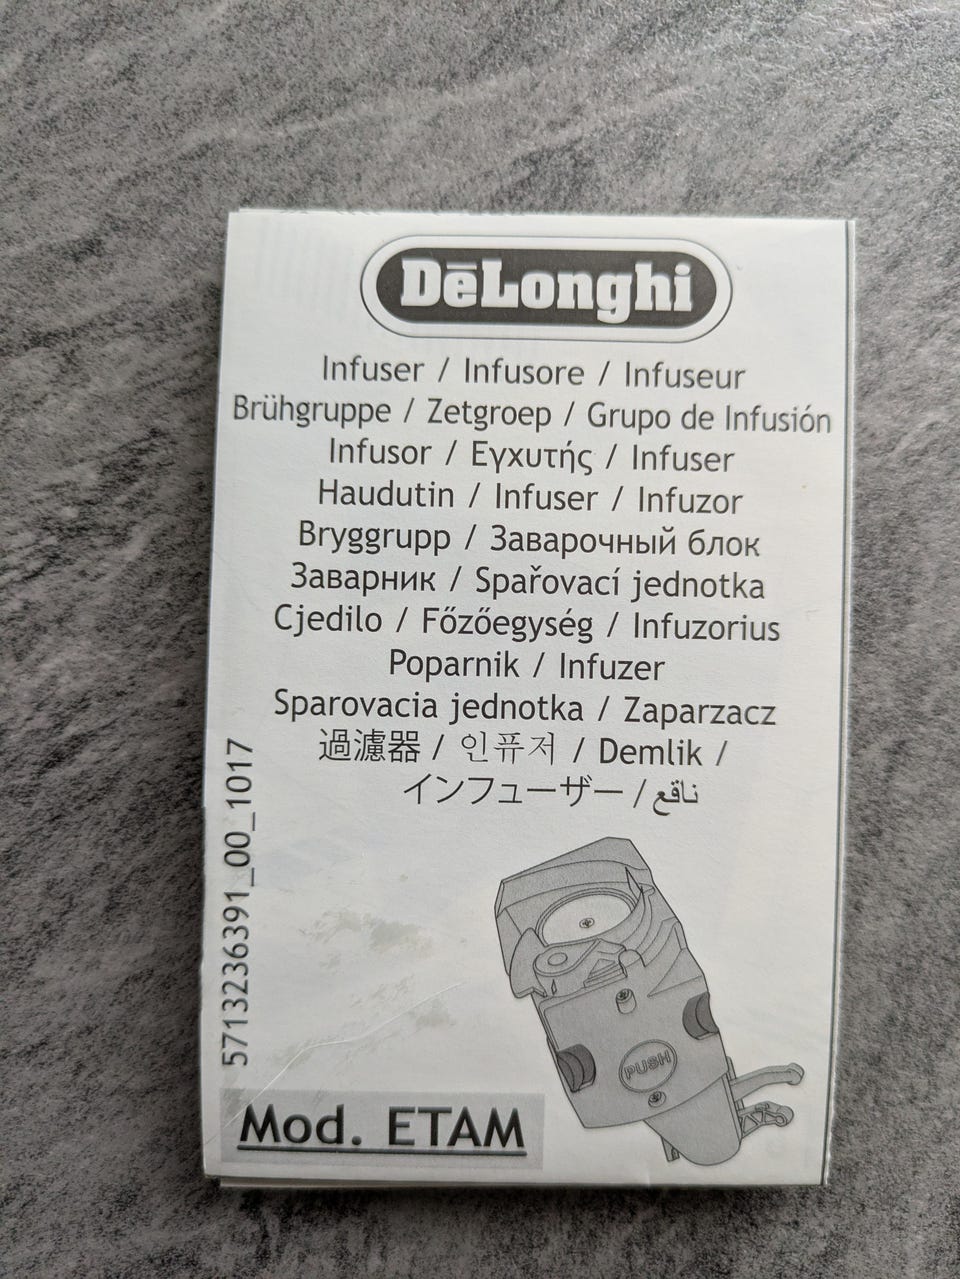 DēLonghi
Infuser / Infusore / Infuseur
Brühgruppe / Zetgroep / Grupo de Infusión
Infusor / Εγχυτής / Infuser
Haudutin / Infuser / Infuzor
Bryggrupp / Заварочный блок
Заварник / Spařovací jednotka
Cjedilo / Főzőegység / Infuzorius
Poparnik / Infuzer
Sparovacia jednotka / Zaparzacz
過濾器 / 인퓨저 / Demlik /
インフューザー / ناقع
5713236391_00_1017
PUSH
Mod. ETAM